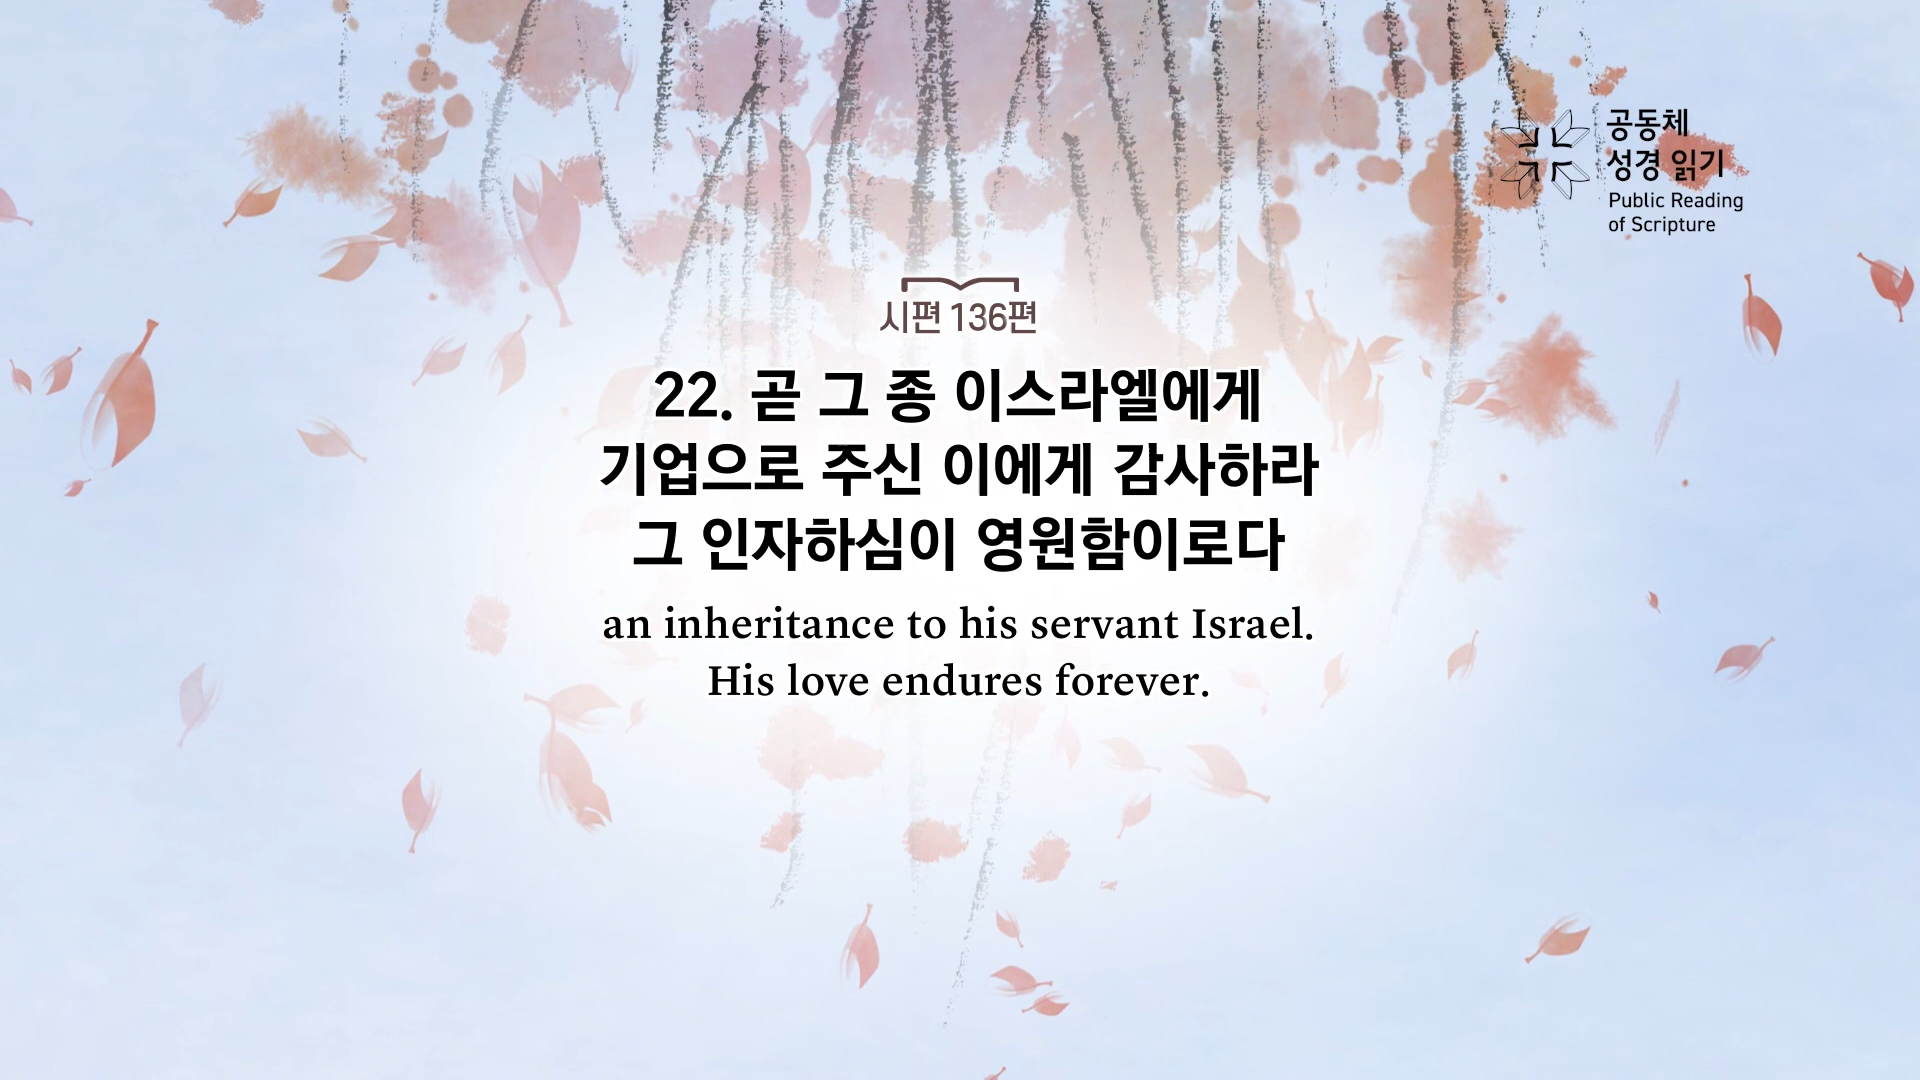 공동체
성경 읽기
Public Reading
of Scripture
시편 136편
22. 곧 그 종 이스라엘에게
기업으로 주신 이에게 감사하라
그 인자하심이 영원함이로다
an inheritance to his servant Israel.
His love endures forever.